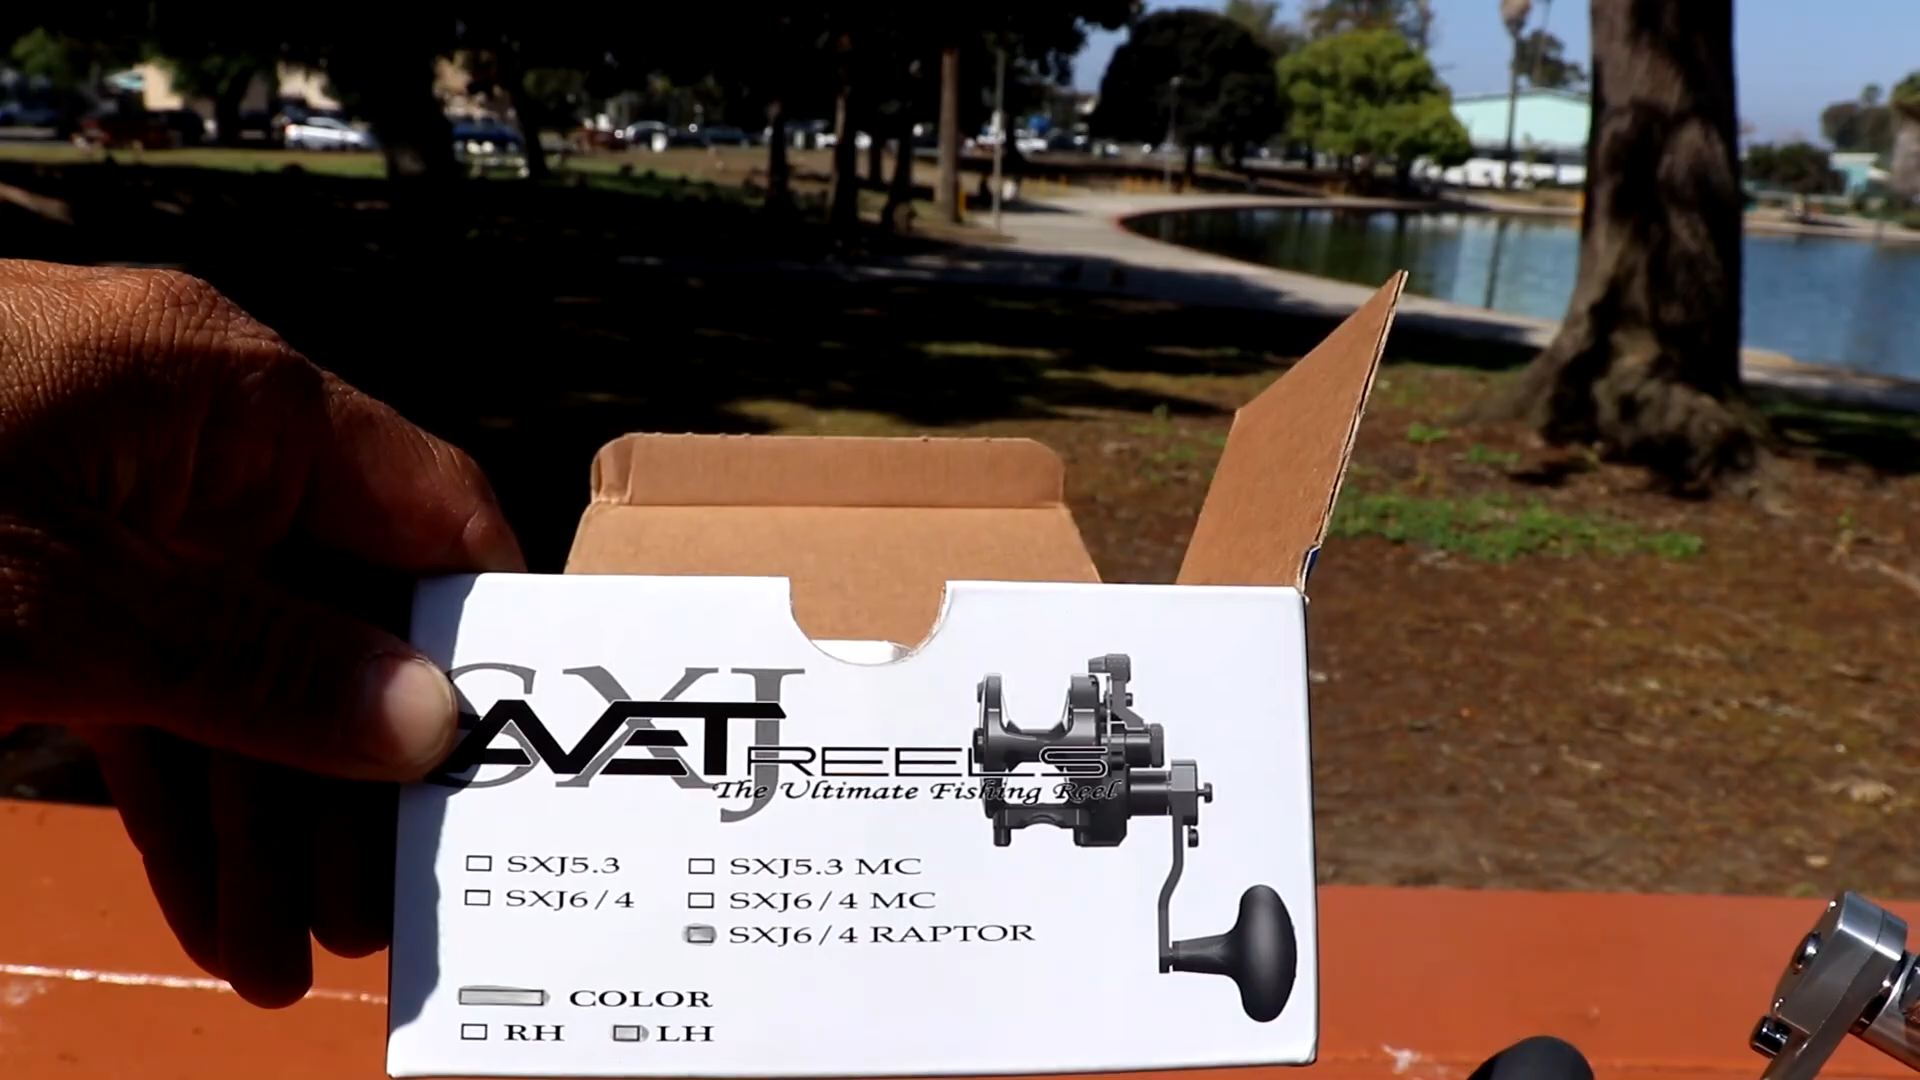 SXJ
AVET REELS
The Ultimate Fishing Reel
SXJ5.3
SXJ5.3 MC
SXJ6/4
SXJ6/4 MC
SXJ6/4 RAPTOR
COLOR
RH LH